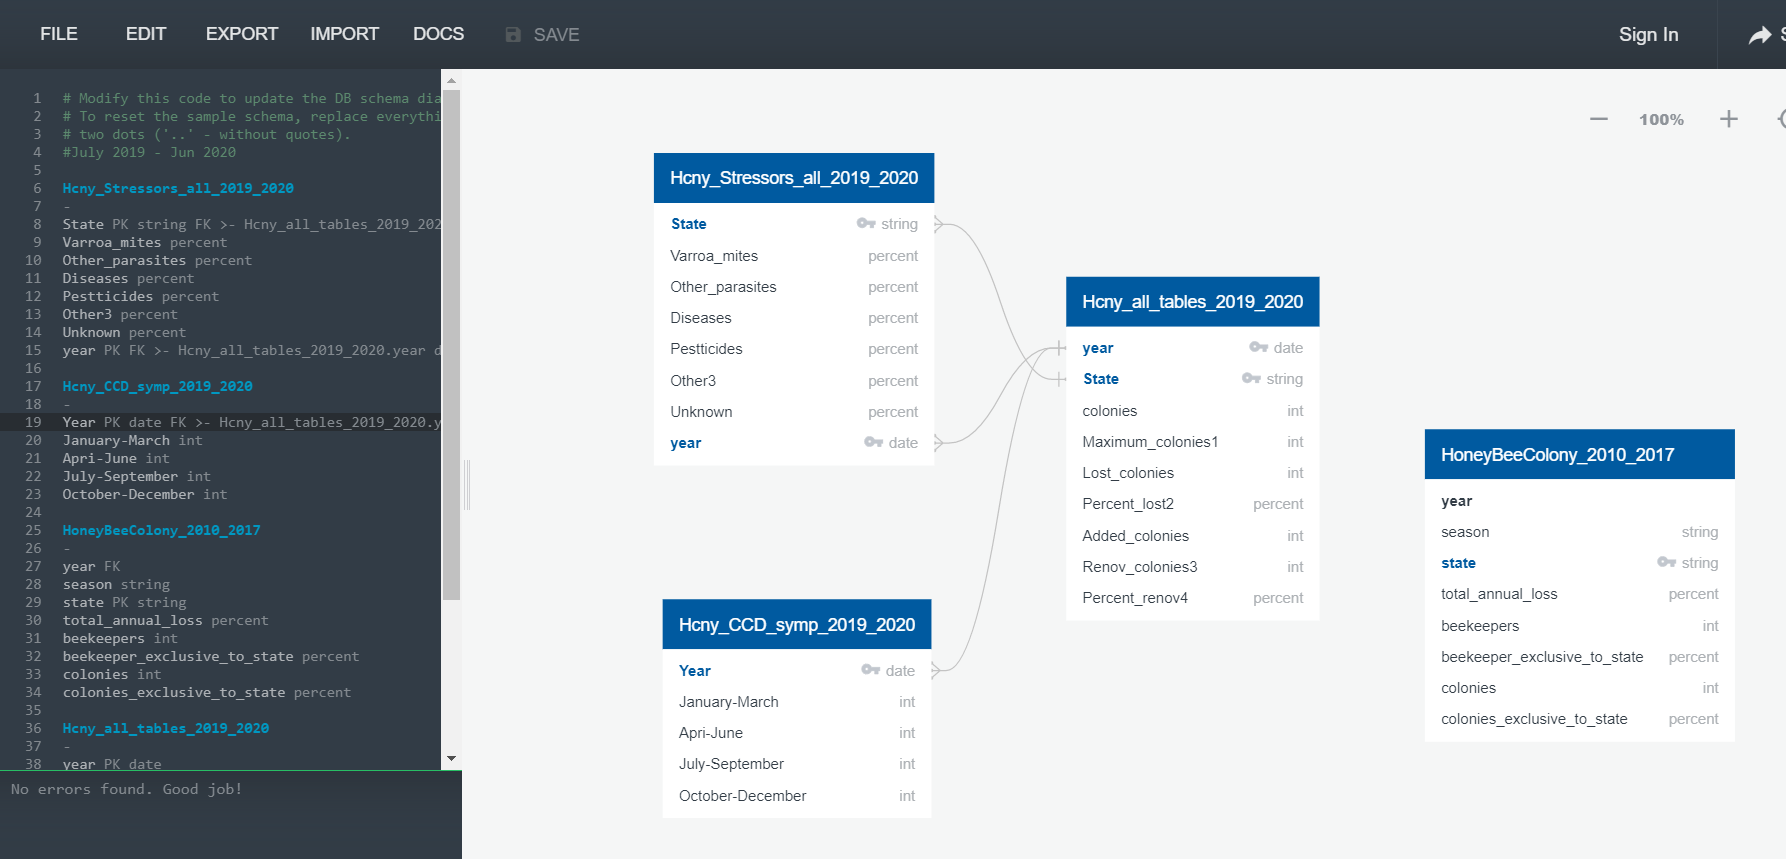 FILE EDIT EXPORT IMPORT DOCS SAVE Sign In
1 # Modify this code to update the DB schema dia
2 # To reset the sample schema, replace everythi
3 # two dots ('..' - without quotes).
4 #July 2019 - Jun 2020
5
6 Hcny_Stressors_all_2019_2020
7 -
8 State PK string FK >- Hcny_all_tables_2019_202
9 Varroa_mites percent
10 Other_parasites percent
11 Diseases percent
12 Pestticides percent
13 Other3 percent
14 Unknown percent
15 year PK FK >- Hcny_all_tables_2019_2020.year d
16
17 Hcny_CCD_symp_2019_2020
18 -
19 Year PK date FK >- Hcny_all_tables_2019_2020.y
20 January-March int
21 Apri-June int
22 July-September int
23 October-December int
24
25 HoneyBeeColony_2010_2017
26 -
27 year FK
28 season string
29 state PK string
30 total_annual_loss percent
31 beekeepers int
32 beekeeper_exclusive_to_state percent
33 colonies int
34 colonies_exclusive_to_state percent
35
36 Hcny_all_tables_2019_2020
37 -
38 year PK date
No errors found. Good job!
100%
Hcny_Stressors_all_2019_2020
State string
Varroa_mites percent
Other_parasites percent
Diseases percent
Pestticides percent
Other3 percent
Unknown percent
year date
Hcny_CCD_symp_2019_2020
Year date
January-March int
Apri-June int
July-September int
October-December int
Hcny_all_tables_2019_2020
year date
State string
colonies int
Maximum_colonies1 int
Lost_colonies int
Percent_lost2 percent
Added_colonies int
Renov_colonies3 int
Percent_renov4 percent
HoneyBeeColony_2010_2017
year
season string
state string
total_annual_loss percent
beekeepers int
beekeeper_exclusive_to_state percent
colonies int
colonies_exclusive_to_state percent